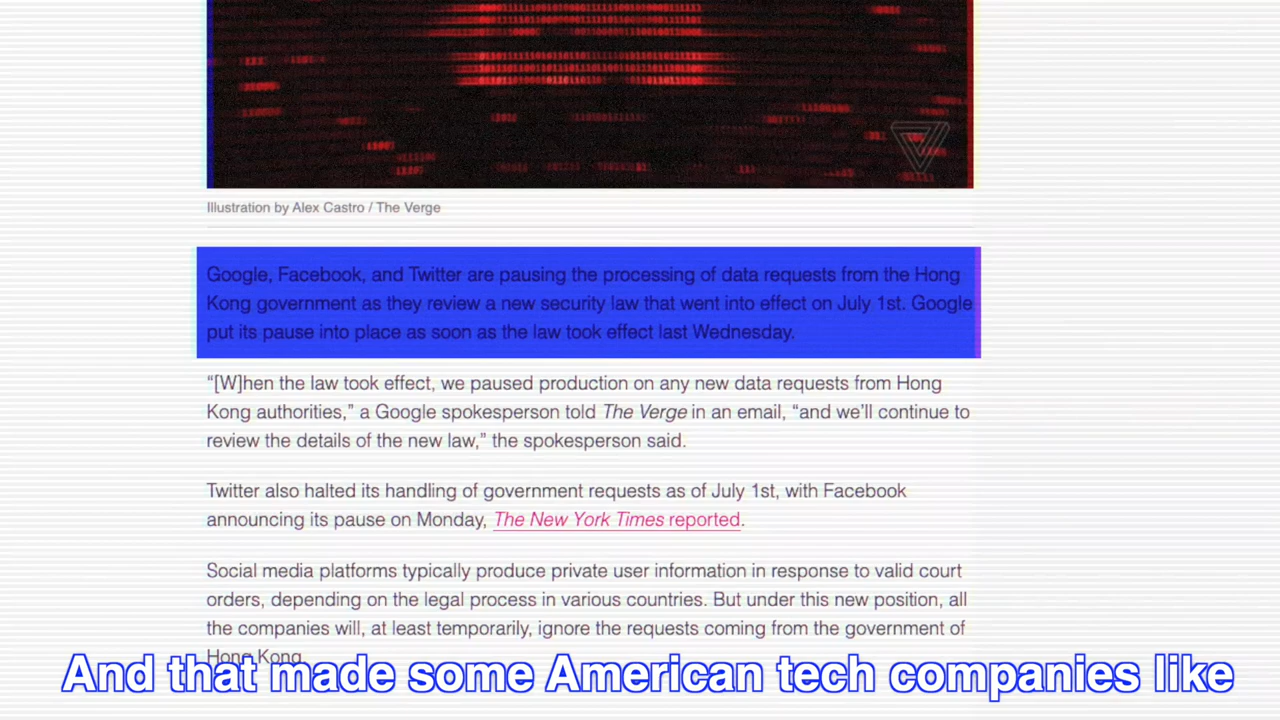 Illustration by Alex Castro / The Verge
Google, Facebook, and Twitter are pausing the processing of data requests from the Hong
Kong government as they review a new security law that went into effect on July 1st. Google
put its pause into place as soon as the law took effect last Wednesday.
“[W]hen the law took effect, we paused production on any new data requests from Hong
Kong authorities,” a Google spokesperson told The Verge in an email, “and we’ll continue to
review the details of the new law,” the spokesperson said.
Twitter also halted its handling of government requests as of July 1st, with Facebook
announcing its pause on Monday, The New York Times reported.
Social media platforms typically produce private user information in response to valid court
orders, depending on the legal process in various countries. But under this new position, all
the companies will, at least temporarily, ignore the requests coming from the government of
Hong Kong.
And that made some American tech companies like